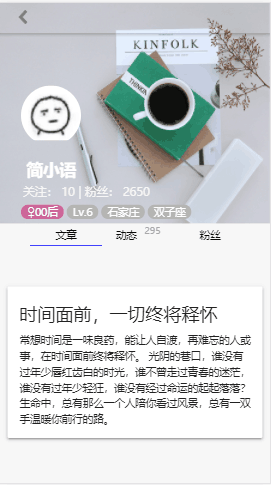 KINFOLK
THINGS
简小语
关注： 10 | 粉丝： 2650
♀00后 Lv.6 石家庄 双子座
文章 动态 295 粉丝
时间面前，一切终将释怀
常想时间是一味良药，能让人自渡，再难忘的人或
事，在时间面前终将释怀。 光阴的巷口，谁没有
过年少唇红齿白的时光，谁不曾走过青春的迷茫，
谁没有过年少轻狂，谁没有经过命运的起起落落？
生命中，总有那么一个人陪你看过风景，总有一双
手温暖你前行的路。